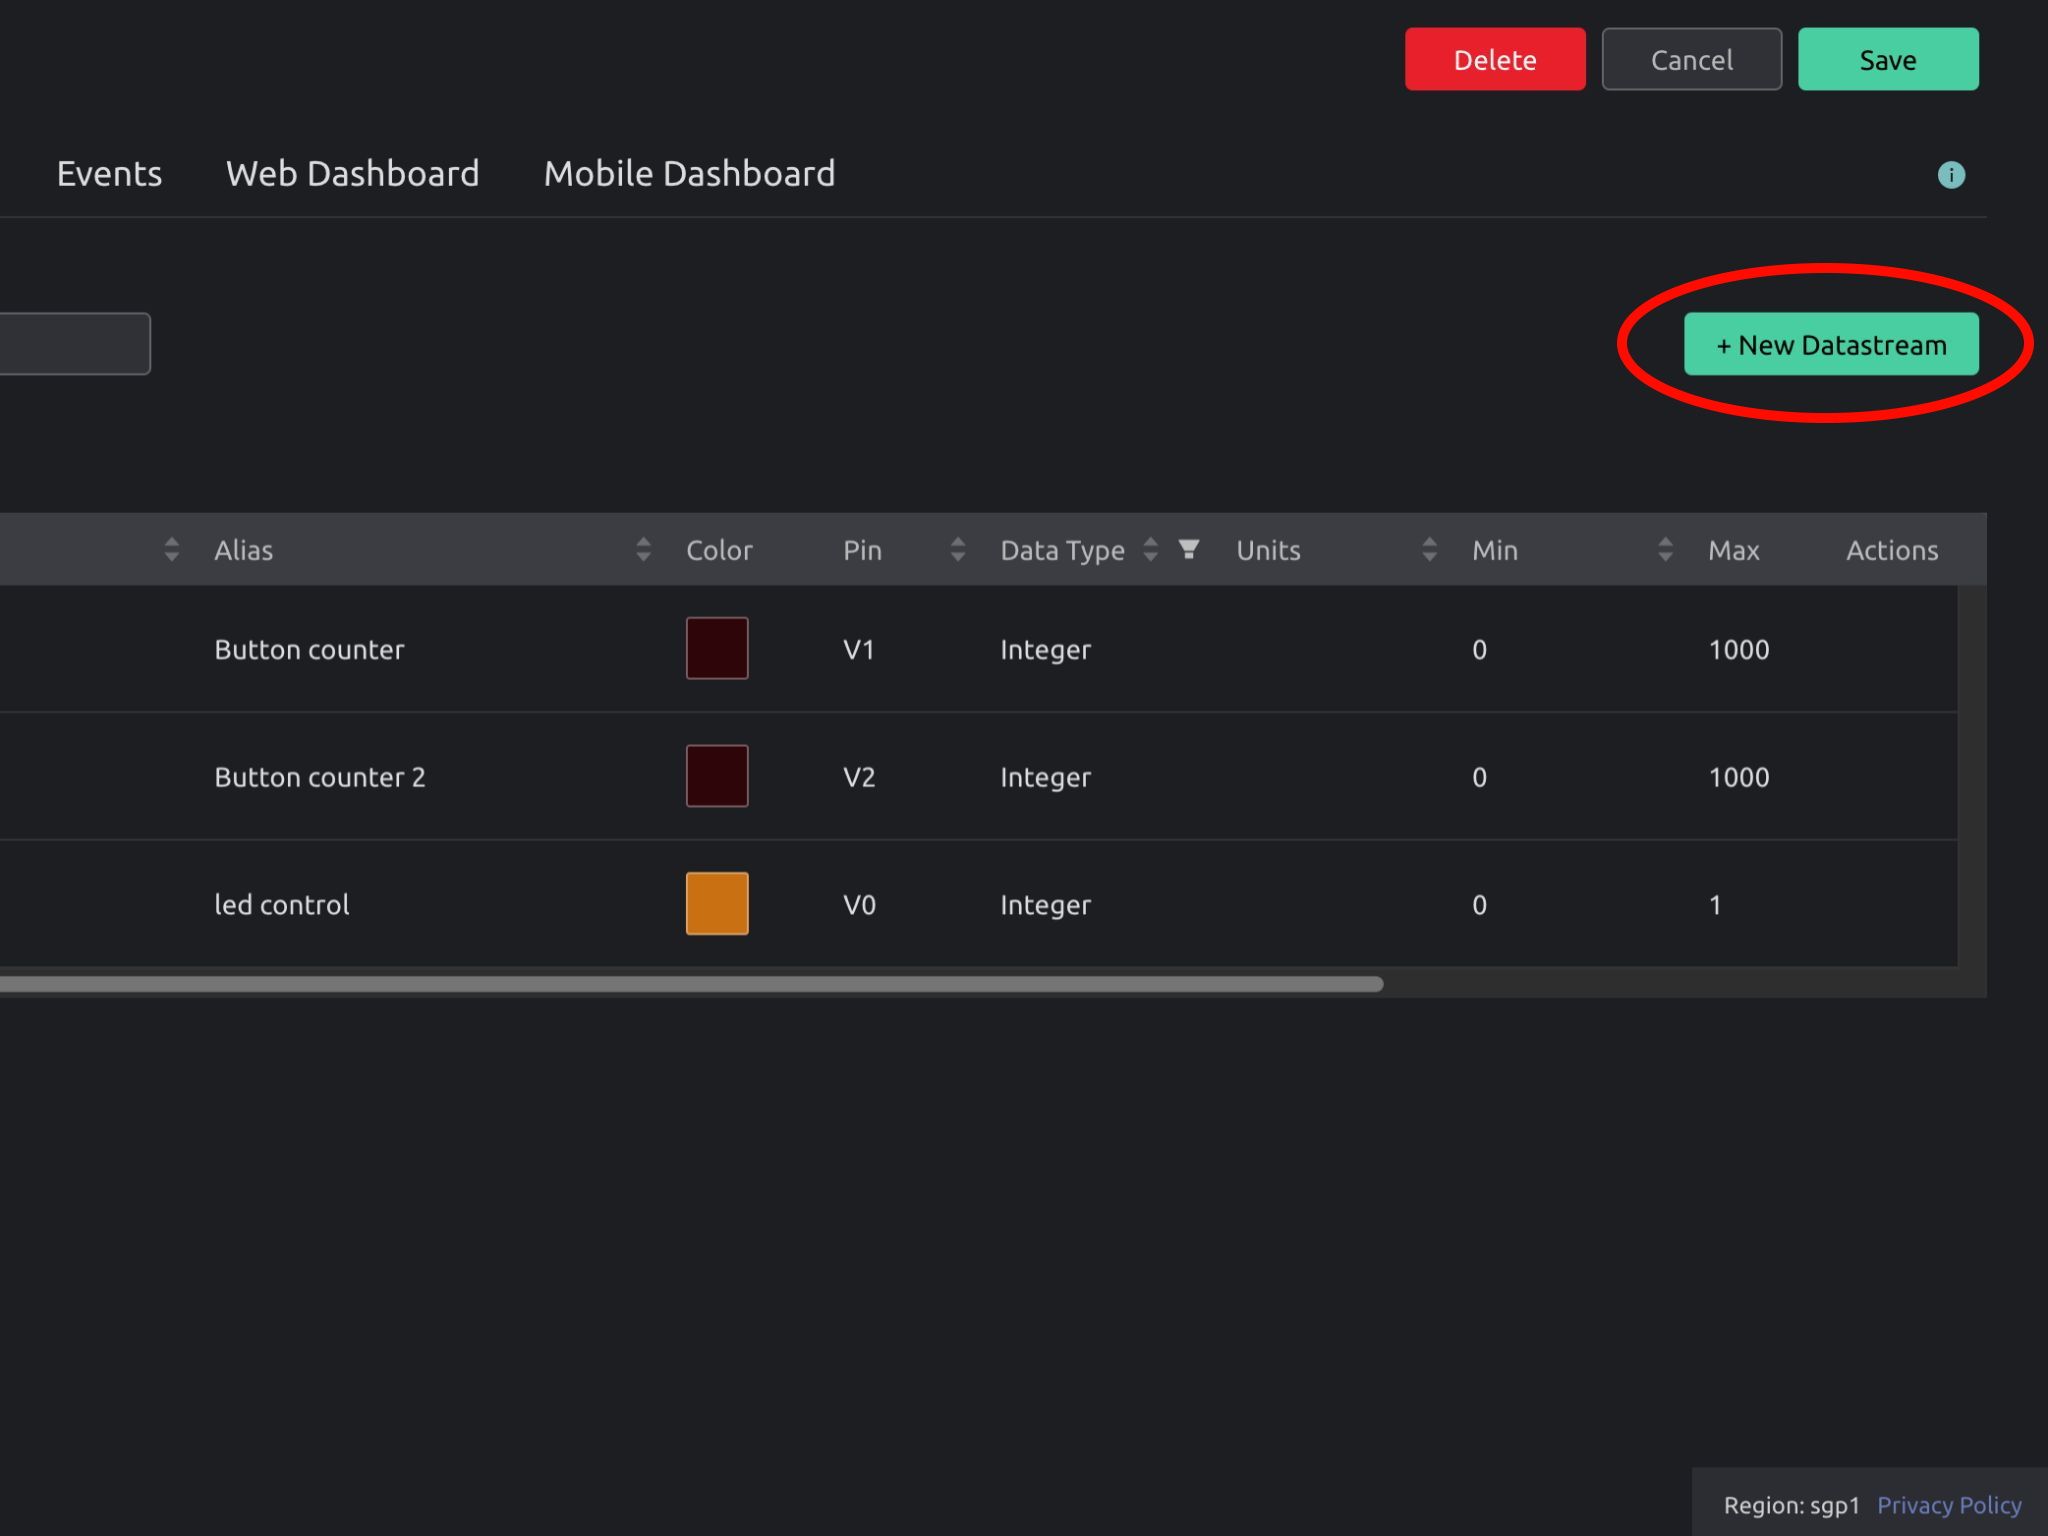 Delete Cancel Save
Events Web Dashboard Mobile Dashboard
i
+ New Datastream
Alias Color Pin Data Type Units Min Max Actions
Button counter V1 Integer 0 1000
Button counter 2 V2 Integer 0 1000
led control V0 Integer 0 1
Region: sgp1 Privacy Policy